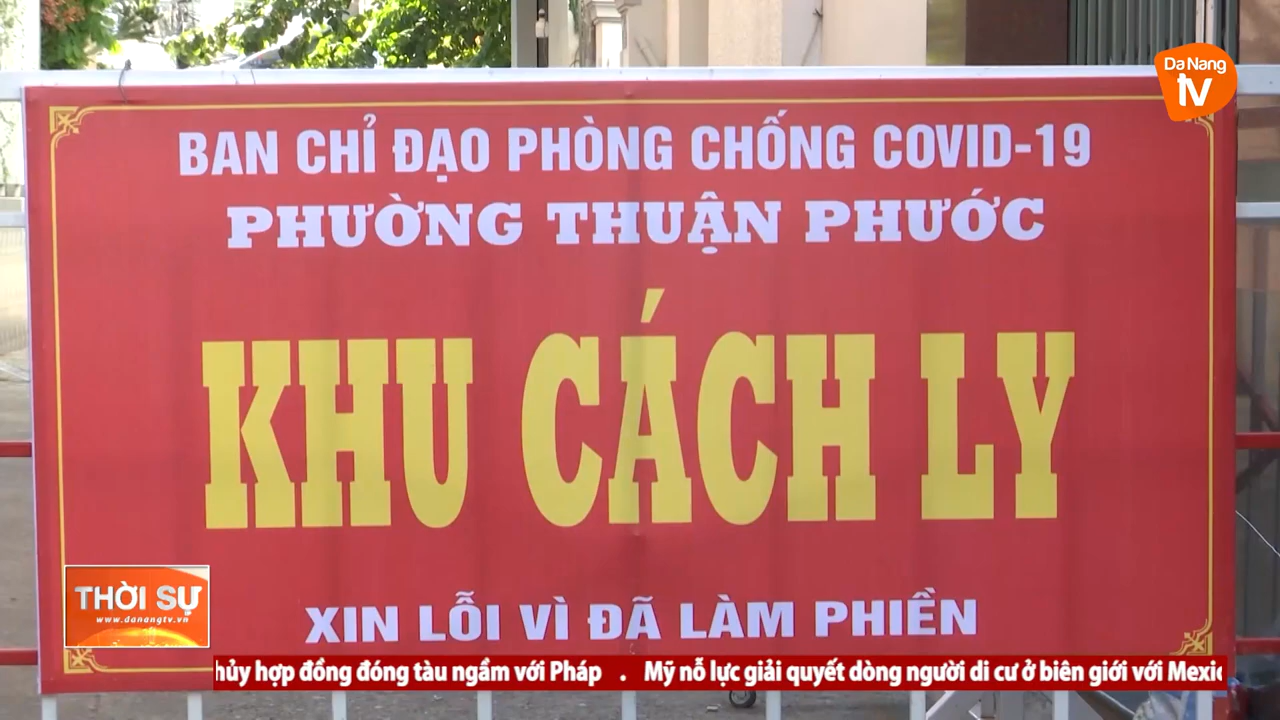 Da Nang
tv
BAN CHỈ ĐẠO PHÒNG CHỐNG COVID-19
PHƯỜNG THUẬN PHƯỚC
KHU CÁCH LY
XIN LỖI VÌ ĐÃ LÀM PHIỀN
THỜI SỰ
www.danangtv.vn
hủy hợp đồng đóng tàu ngầm với Pháp . Mỹ nỗ lực giải quyết dòng người di cư ở biên giới với Mexic